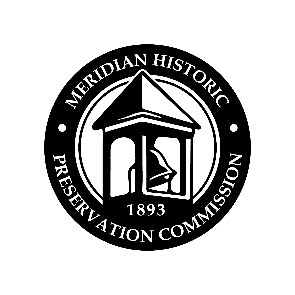 MERIDIAN HISTORIC
1893
PRESERVATION COMMISSION